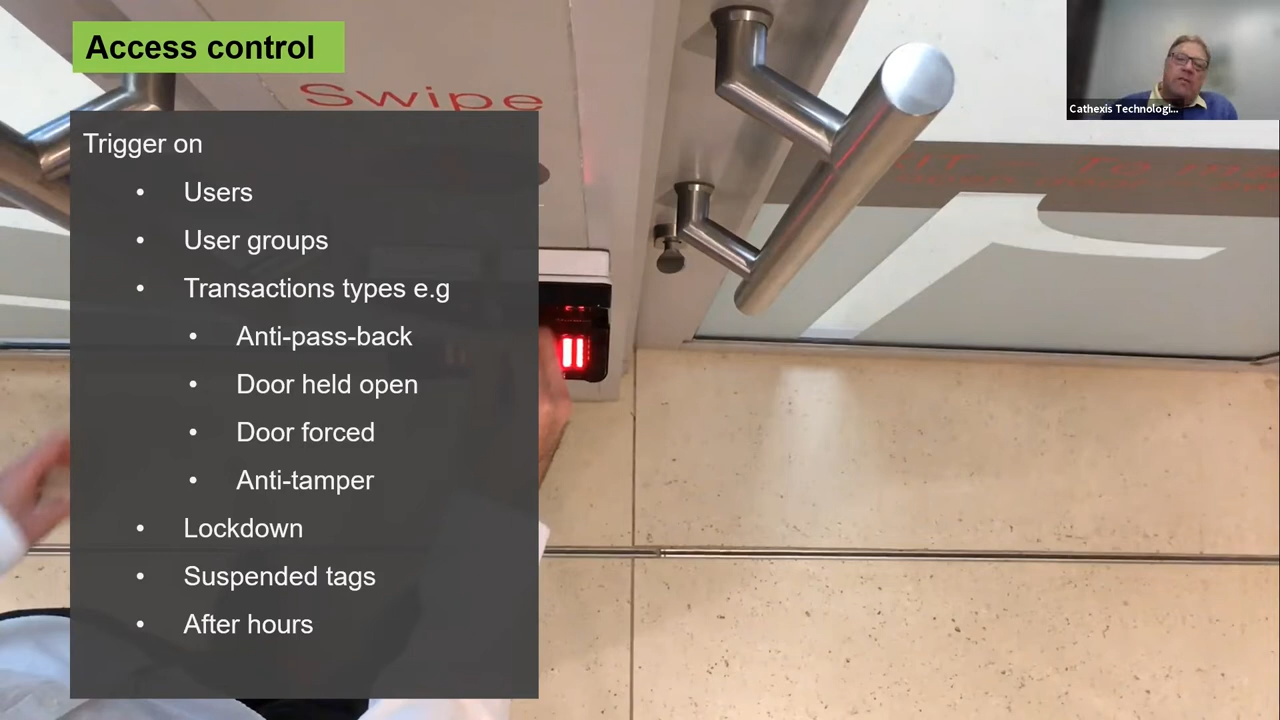 Access control
Swipe
Cathexis Technologi...
Trigger on
• Users
• User groups
• Transactions types e.g
• Anti-pass-back
• Door held open
• Door forced
• Anti-tamper
• Lockdown
• Suspended tags
• After hours